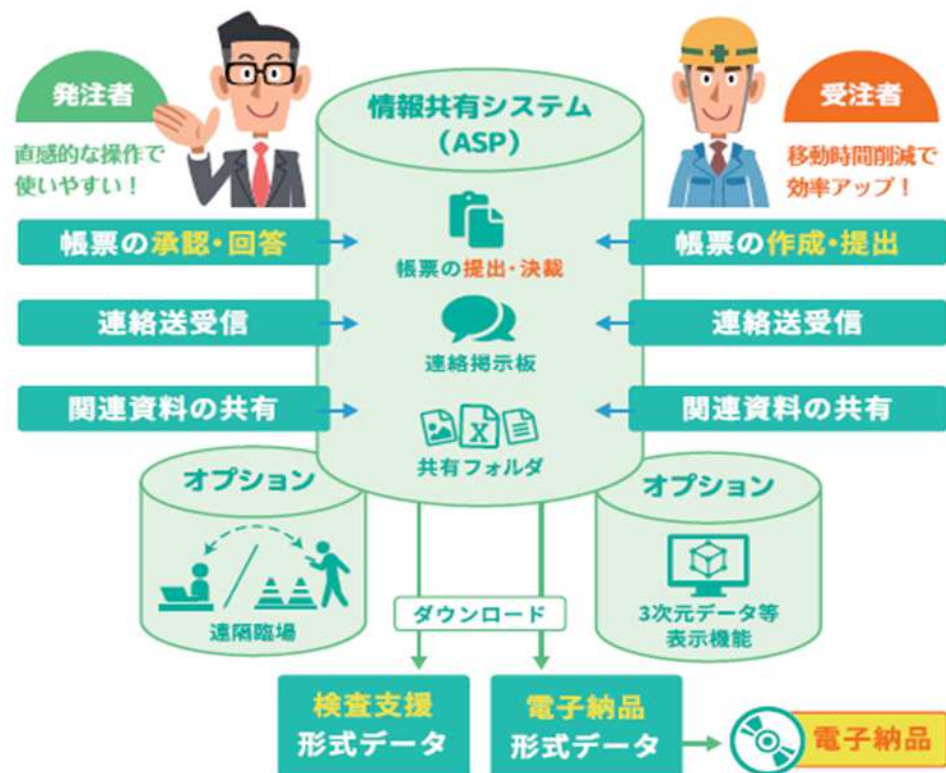 発注者
直感的な操作で
使いやすい！
情報共有システム
（ASP）
受注者
移動時間削減で
効率アップ！
帳票の承認・回答
帳票の提出・決裁
帳票の作成・提出
連絡送受信
連絡掲示板
連絡送受信
関連資料の共有
X
共有フォルダ
関連資料の共有
オプション
遠隔臨場
オプション
3次元データ等
表示機能
ダウンロード
検査支援
形式データ
電子納品
形式データ
電子納品